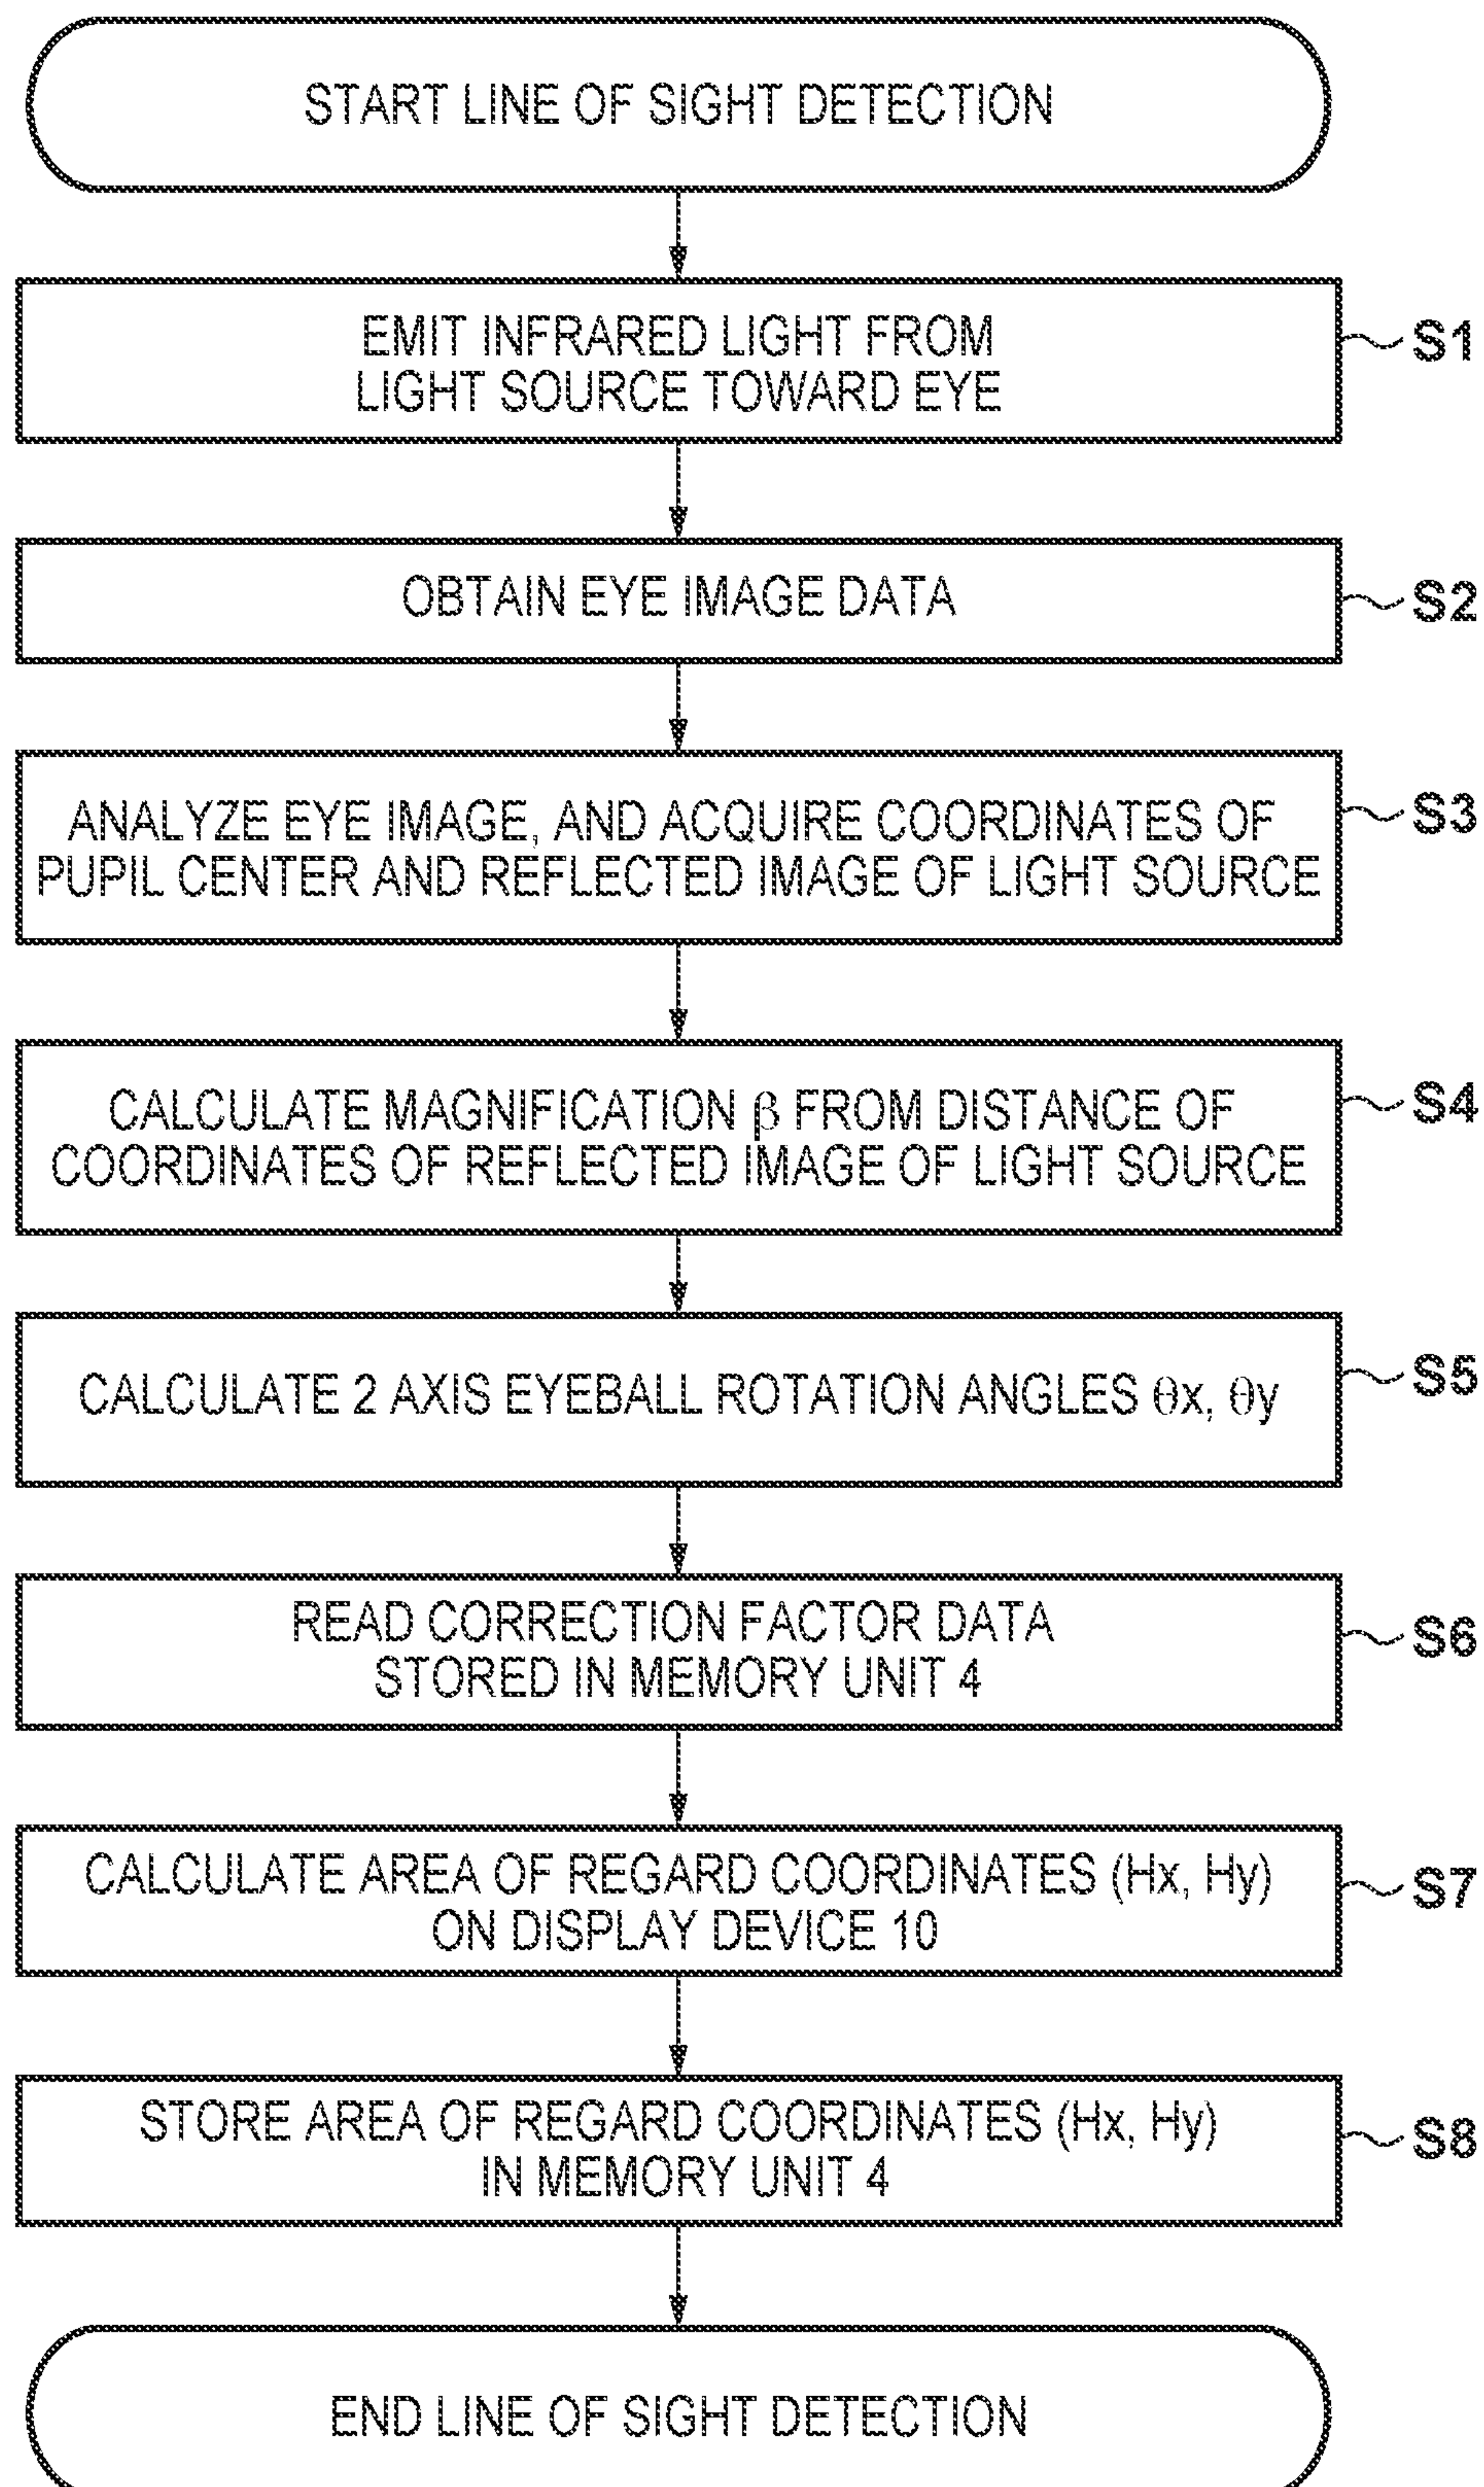 START LINE OF SIGHT DETECTION
EMIT INFRARED LIGHT FROM
LIGHT SOURCE TOWARD EYE
S1
OBTAIN EYE IMAGE DATA
S2
ANALYZE EYE IMAGE, AND ACQUIRE COORDINATES OF
PUPIL CENTER AND REFLECTED IMAGE OF LIGHT SOURCE
S3
CALCULATE MAGNIFICATION β FROM DISTANCE OF
COORDINATES OF REFLECTED IMAGE OF LIGHT SOURCE
S4
CALCULATE 2 AXIS EYEBALL ROTATION ANGLES θx, θy
S5
READ CORRECTION FACTOR DATA
STORED IN MEMORY UNIT 4
S6
CALCULATE AREA OF REGARD COORDINATES (Hx, Hy)
ON DISPLAY DEVICE 10
S7
STORE AREA OF REGARD COORDINATES (Hx, Hy)
IN MEMORY UNIT 4
S8
END LINE OF SIGHT DETECTION